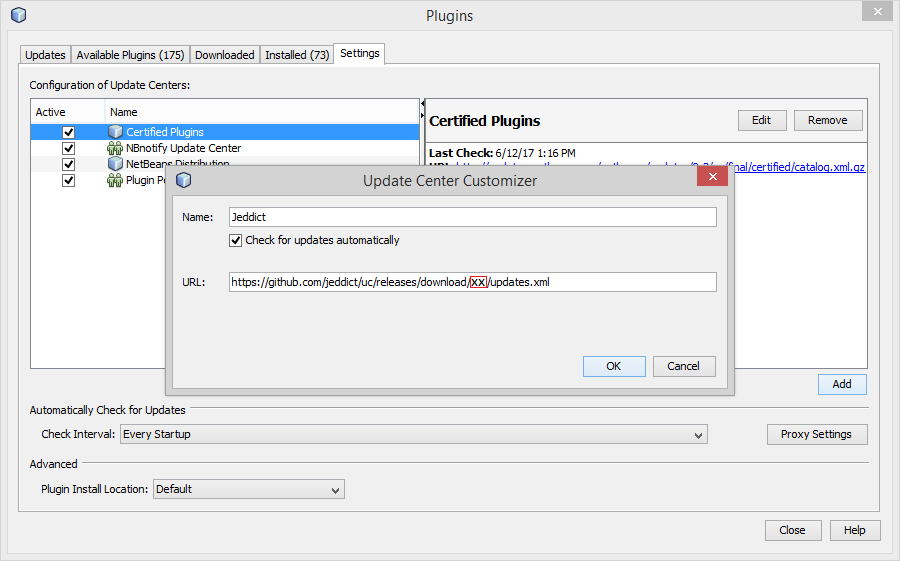 Plugins
Updates Available Plugins (175) Downloaded Installed (73) Settings
Configuration of Update Centers:
Active Name
Certified Plugins
NBnotify Update Center
NetBeans Distribution
Plugin
Certified Plugins Edit Remove
Last Check: 6/12/17 1:16 PM
/certified/catalog.xml.gz
Update Center Customizer
Name: Jeddict
Check for updates automatically
URL: https://github.com/jeddict/uc/releases/download/XX/updates.xml
OK Cancel
Add
Automatically Check for Updates
Check Interval: Every Startup Proxy Settings
Advanced
Plugin Install Location: Default
Close Help